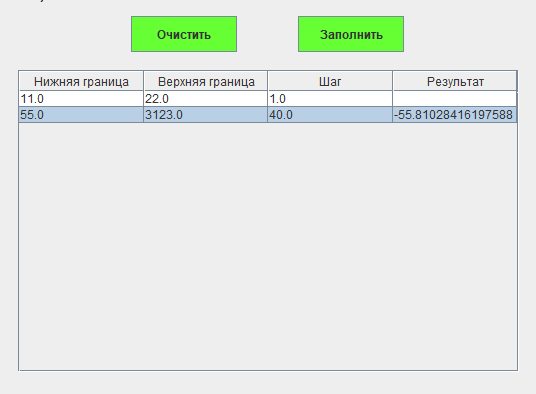 Очистить Заполнить
Нижняя граница Верхняя граница Шаг Результат
11.0 22.0 1.0
55.0 3123.0 40.0 -55.81028416197588